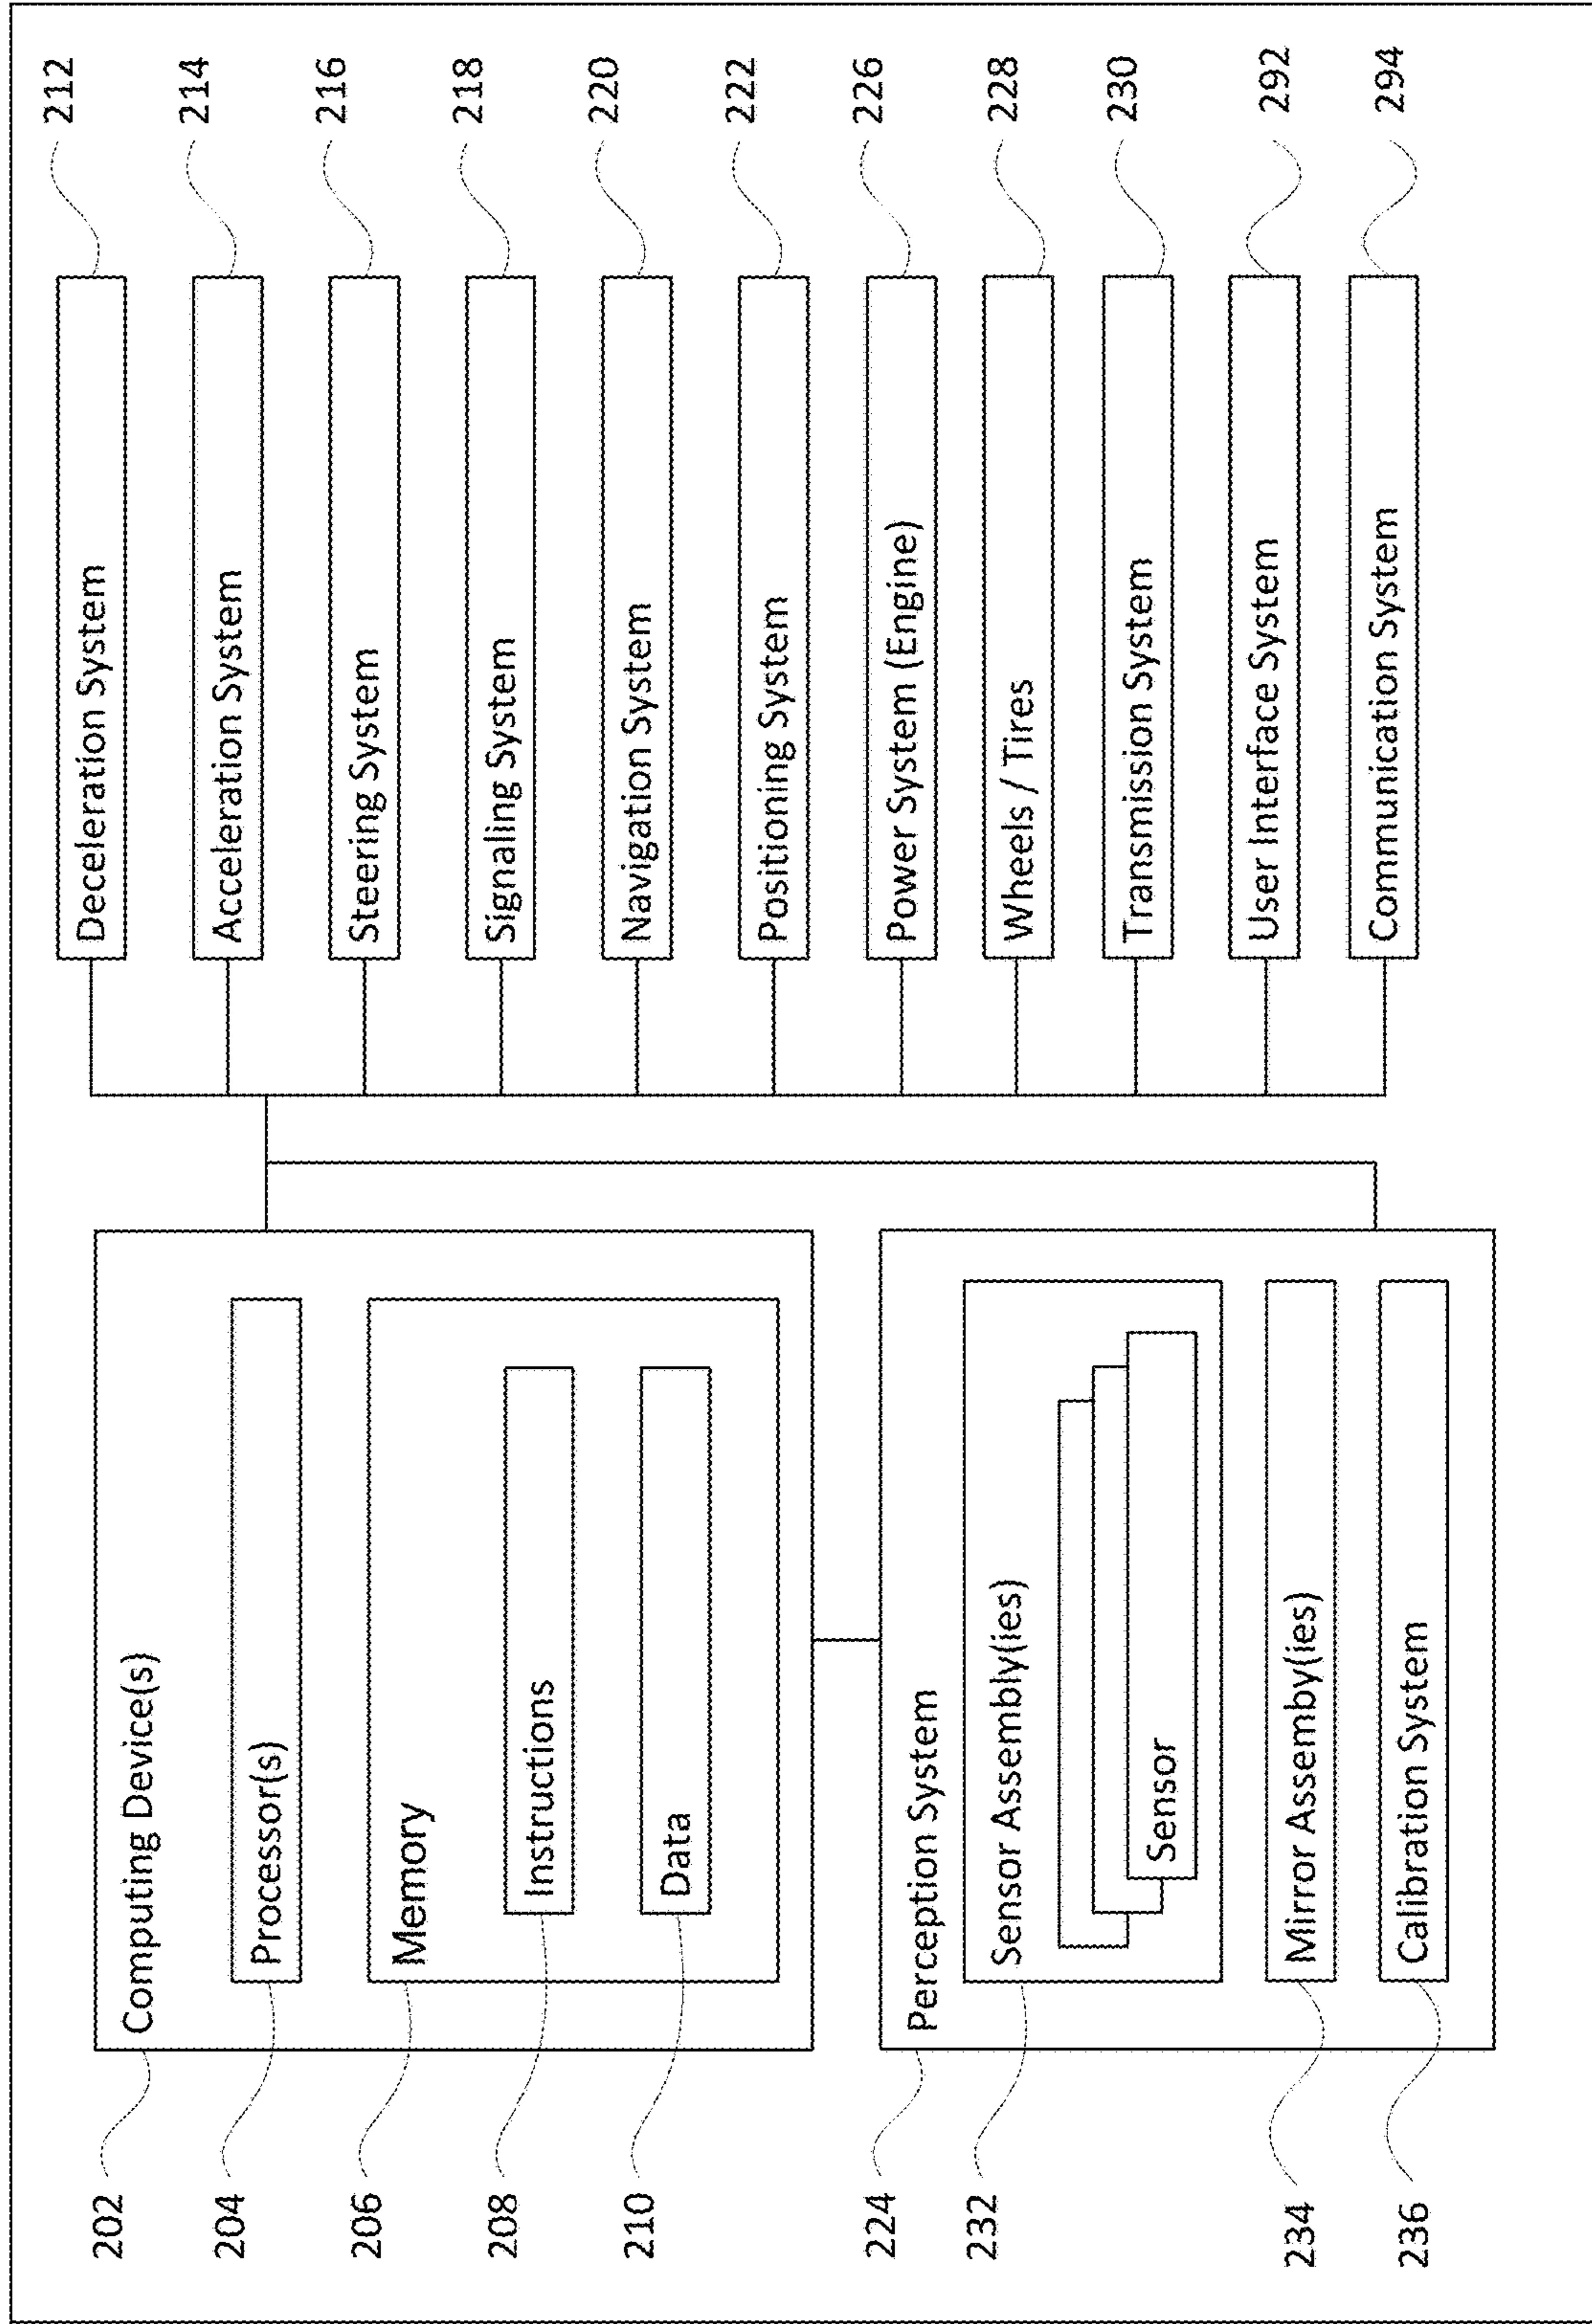 202
Computing Device(s)
204
Processor(s)
206
Memory
208
Instructions
210
Data
224
Perception System
232
Sensor Assembly(ies)
Sensor
234
Mirror Assemby(ies)
236
Calibration System
Deceleration System
212
Acceleration System
214
Steering System
216
Signaling System
218
Navigation System
220
Positioning System
222
Power System (Engine)
226
Wheels / Tires
228
Transmission System
230
User Interface System
292
Communication System
294